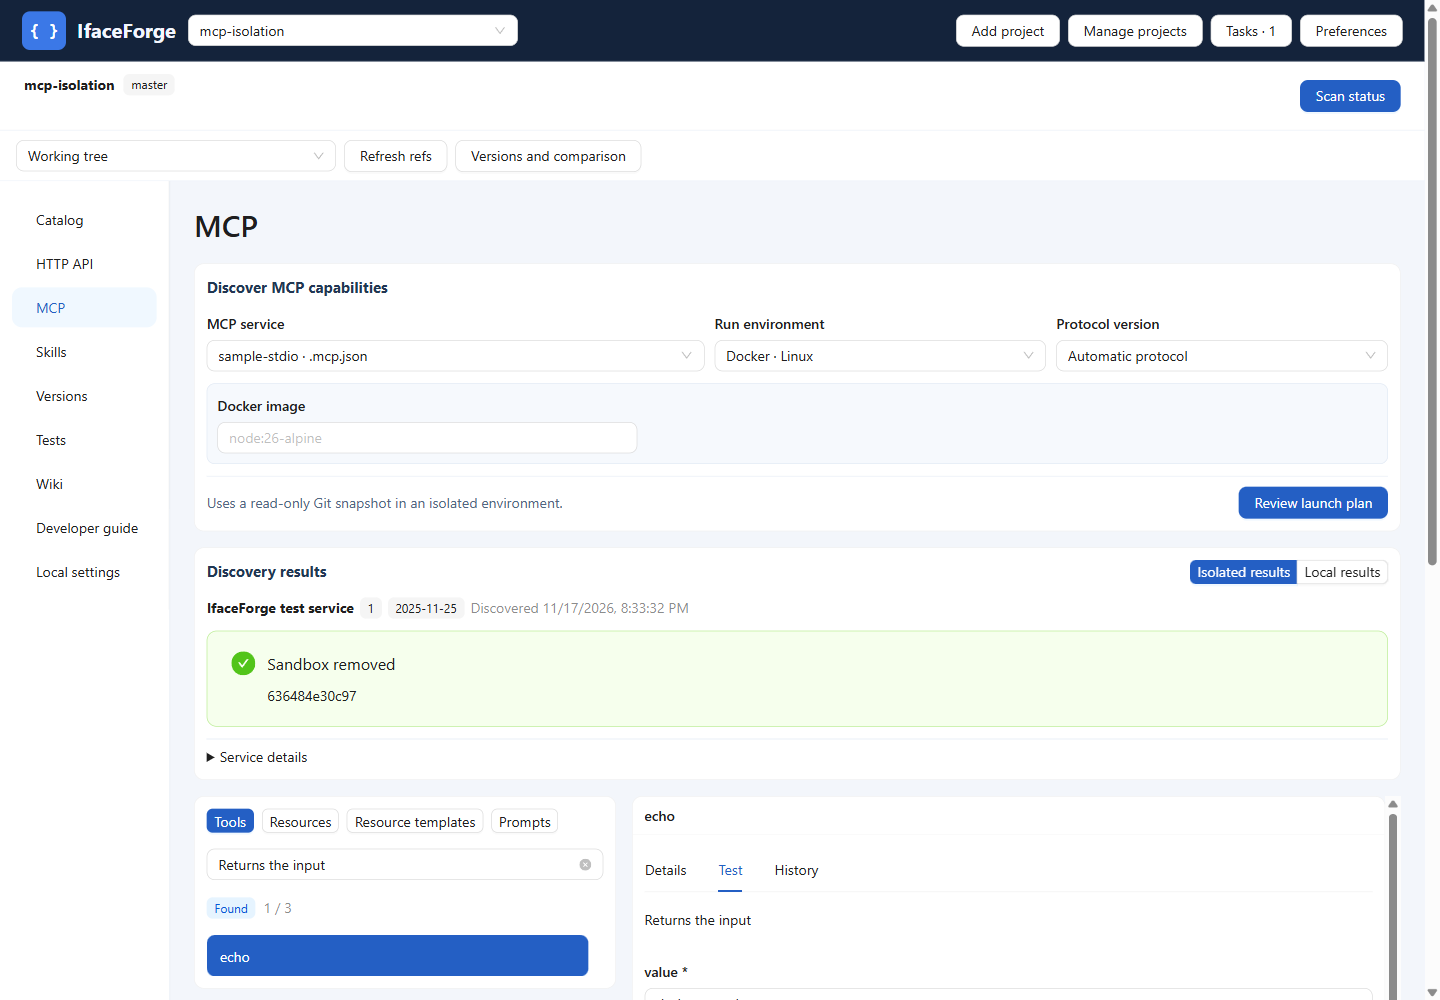 { } IfaceForge
mcp-isolation
Add project
Manage projects
Tasks · 1
Preferences
mcp-isolation
master
Scan status
Working tree
Refresh refs
Versions and comparison
Catalog
HTTP API
MCP
Skills
Versions
Tests
Wiki
Developer guide
Local settings
MCP
Discover MCP capabilities
MCP service
Run environment
Protocol version
sample-stdio · .mcp.json
Docker · Linux
Automatic protocol
Docker image
node:26-alpine
Uses a read-only Git snapshot in an isolated environment.
Review launch plan
Discovery results
Isolated results
Local results
IfaceForge test service 1 2025-11-25 Discovered 11/17/2026, 8:33:32 PM
Sandbox removed
636484e30c97
Service details
Tools
Resources
Resource templates
Prompts
Returns the input
Found 1 / 3
echo
echo
Details
Test
History
Returns the input
value *